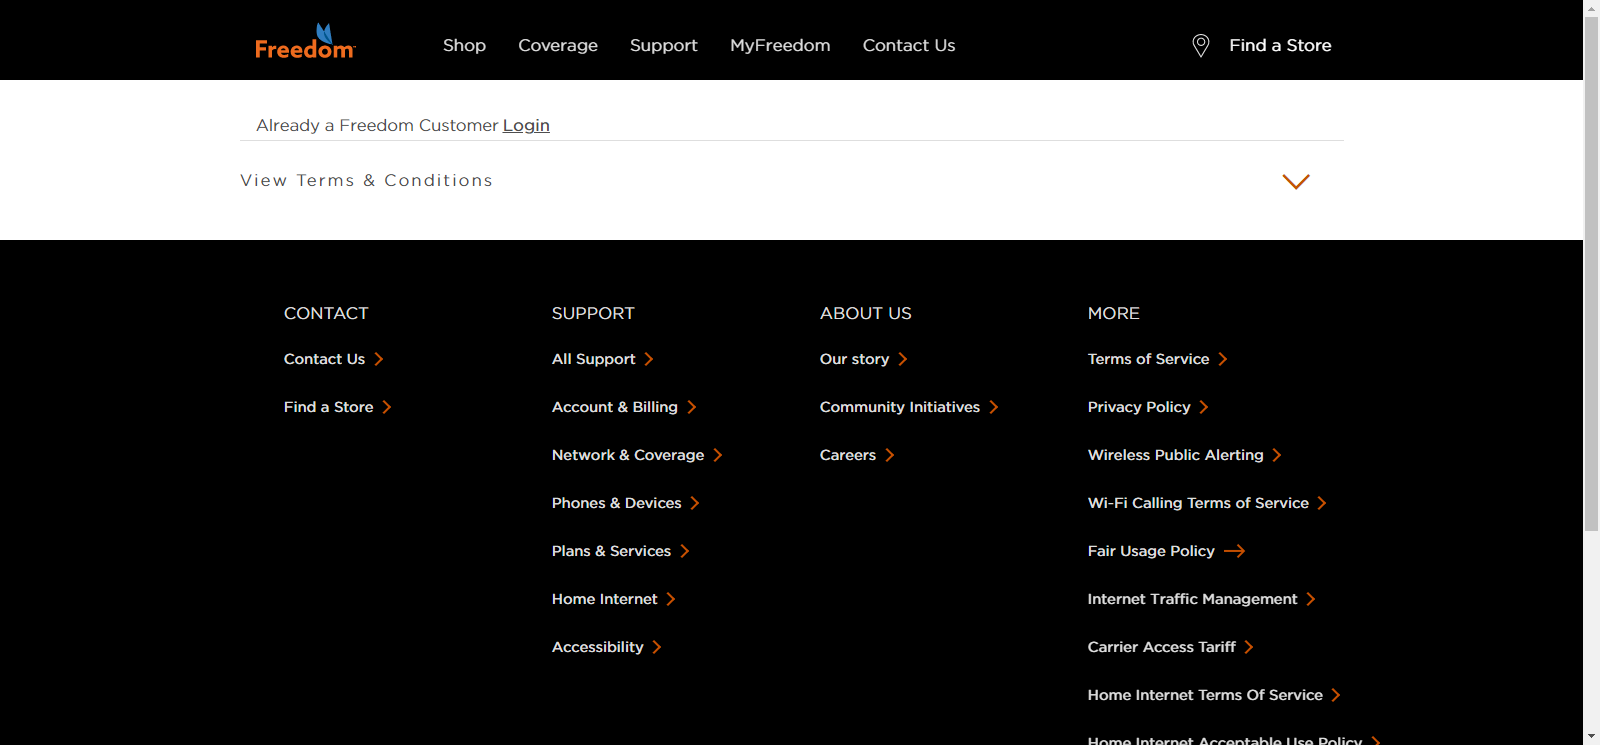 Freedom
Shop Coverage Support MyFreedom Contact Us Find a Store
Already a Freedom Customer Login
View Terms & Conditions
CONTACT
Contact Us
Find a Store
SUPPORT
All Support
Account & Billing
Network & Coverage
Phones & Devices
Plans & Services
Home Internet
Accessibility
ABOUT US
Our story
Community Initiatives
Careers
MORE
Terms of Service
Privacy Policy
Wireless Public Alerting
Wi-Fi Calling Terms of Service
Fair Usage Policy
Internet Traffic Management
Carrier Access Tariff
Home Internet Terms Of Service
Home Internet Acceptable Use Policy